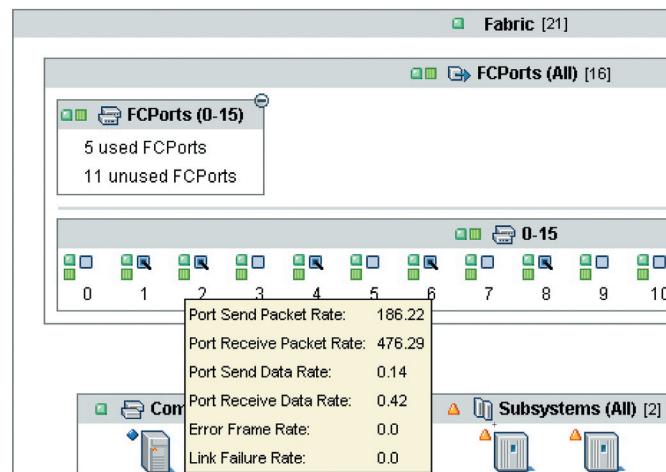 Fabric [21]
FCPorts (All) [16]
FCPorts (0-15)
5 used FCPorts
11 unused FCPorts
0-15
0 1 2 3 4 5 6 7 8 9
Port Send Packet Rate: 186.22
Port Receive Packet Rate: 476.29
Port Send Data Rate: 0.14
Port Receive Data Rate: 0.42
Error Frame Rate: 0.0
Link Failure Rate: 0.0
Subsystems (All) [2]